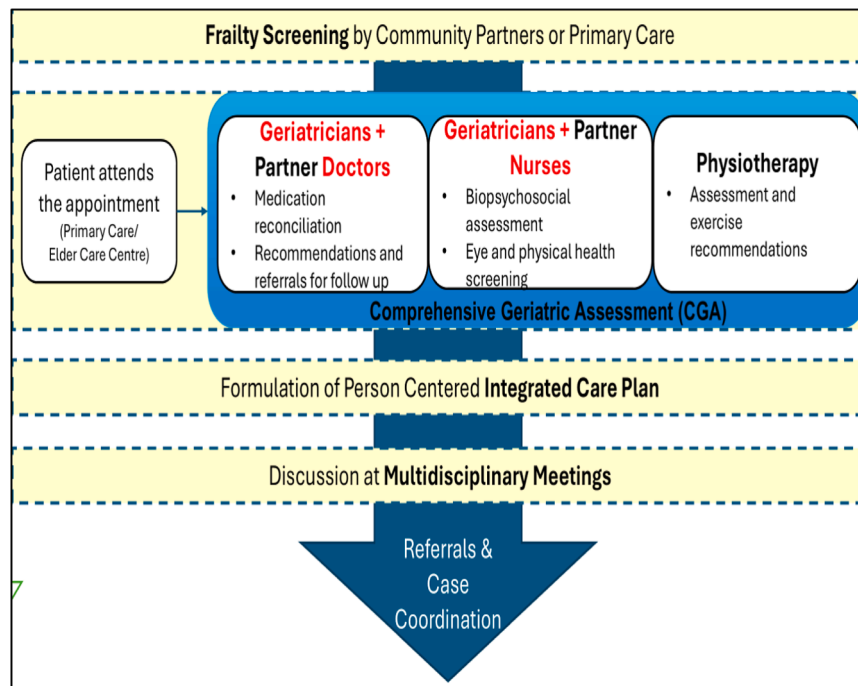 Frailty Screening by Community Partners or Primary Care
Patient attends
the appointment
(Primary Care/
Elder Care Centre)
Geriatricians +
Partner Doctors
• Medication
reconciliation
• Recommendations and
referrals for follow up
Geriatricians + Partner
Nurses
• Biopsychosocial
assessment
• Eye and physical health
screening
Physiotherapy
• Assessment and
exercise
recommendations
Comprehensive Geriatric Assessment (CGA)
Formulation of Person Centered Integrated Care Plan
Discussion at Multidisciplinary Meetings
Referrals &
Case
Coordination